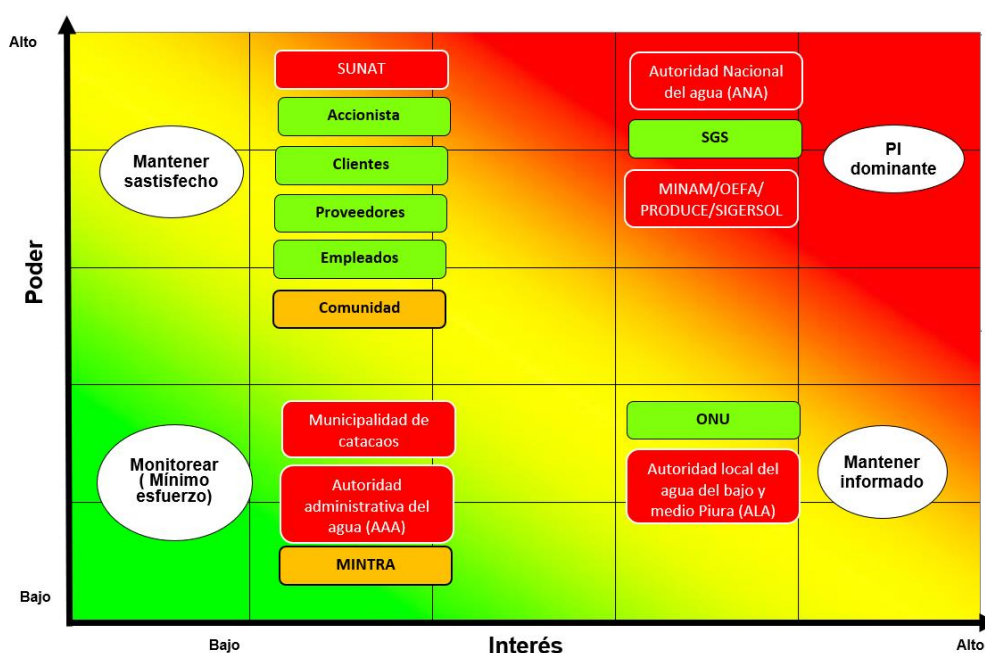 Alto
SUNAT
Accionista
Clientes
Proveedores
Empleados
Comunidad
Mantener
sastisfecho
Autoridad Nacional
del agua (ANA)
SGS
MINAM/OEFA/
PRODUCE/SIGERSOL
PI
dominante
Poder
Municipalidad de
catacaos
Autoridad
administrativa del
agua (AAA)
MINTRA
Monitorear
( Mínimo
esfuerzo)
ONU
Autoridad local del
agua del bajo y
medio Piura (ALA)
Mantener
informado
Bajo
Bajo
Interés
Alto